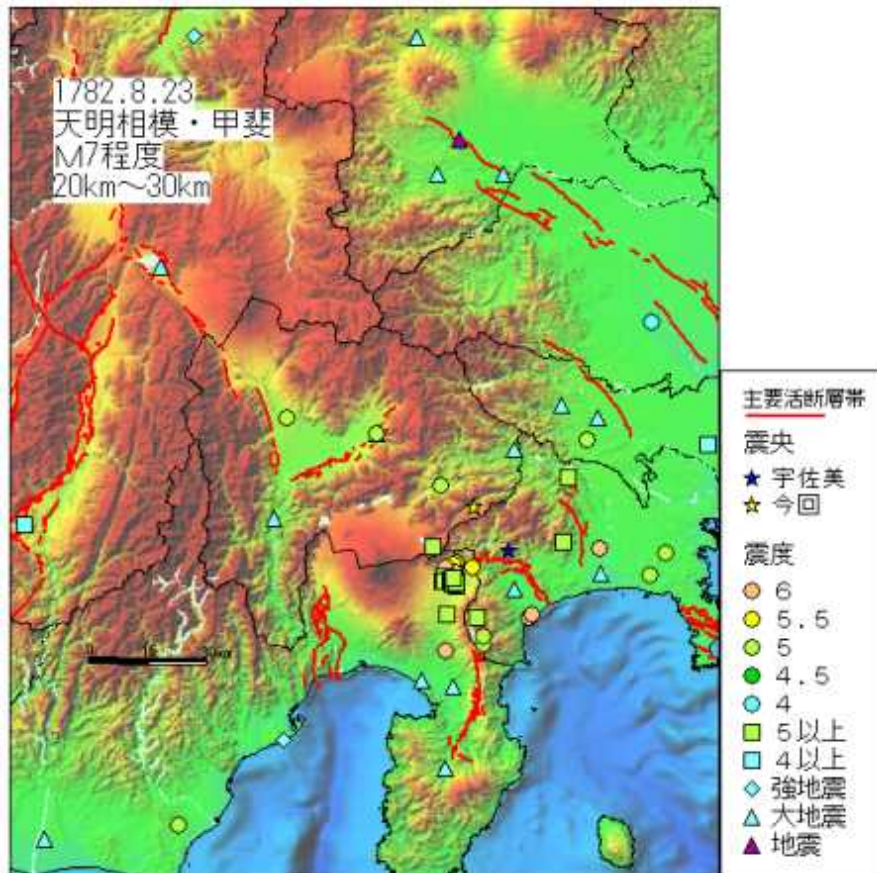 1782.8.23
天明相模・甲斐
M7程度
20km～30km
主要活断層帯
震央
宇佐美
今回
震度
6
5.5
5
4.5
4
5以上
4以上
強地震
大地震
地震